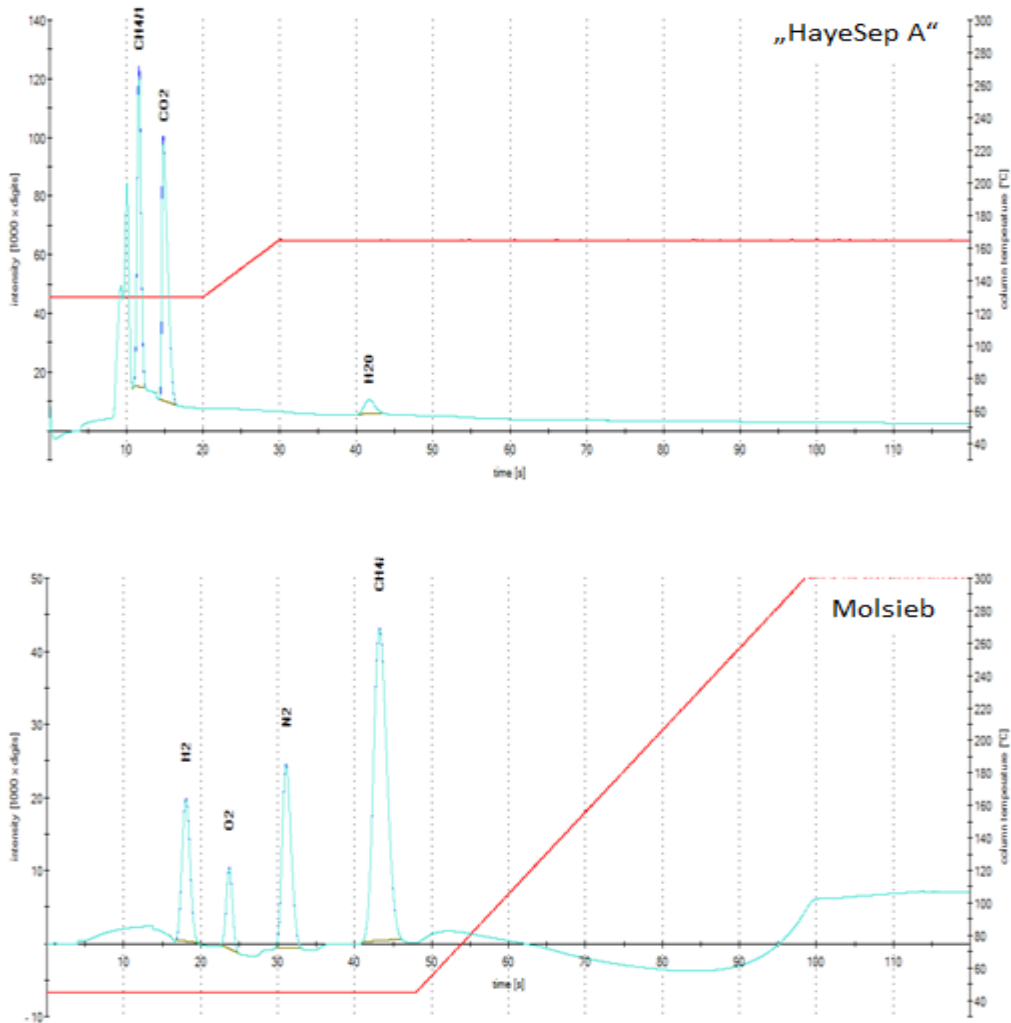 „HayeSep A“
CH4/1
CO2
H2O
140
120
100
80
60
40
20
intensity [1000 x digits]
10 20 30 40 50 60 70 80 90 100 110
time [s]
300
280
260
240
220
200
180
160
140
120
100
80
60
40
column temperature [°C]
Molsieb
H2
O2
N2
CH4/
50
40
30
20
10
-10
intensity [1000 x digits]
10 20 30 40 50 60 70 80 90 100 110
time [s]
300
280
260
240
220
200
180
160
140
120
100
80
60
40
column temperature [°C]